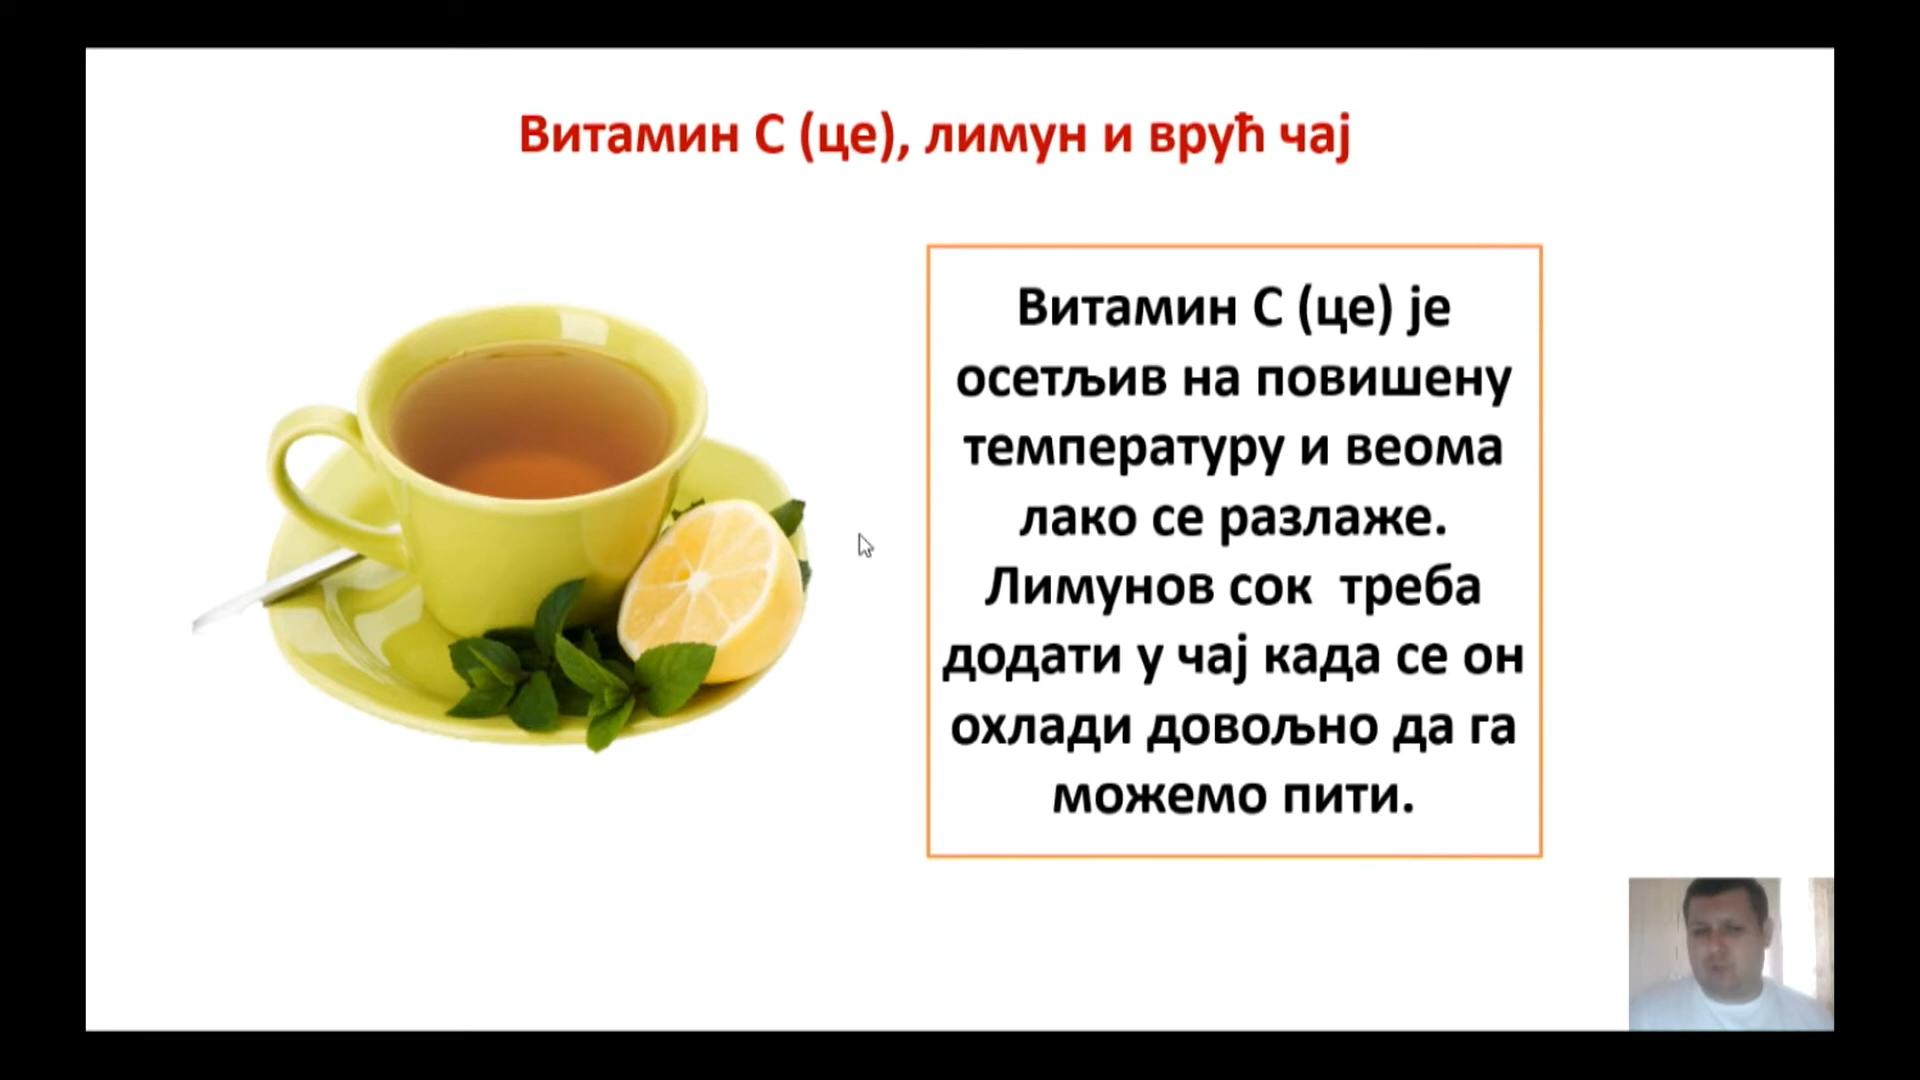 Витамин C (це), лимун и врућ чај
Витамин C (це) је
осетљив на повишену
температуру и веома
лако се разлаже.
Лимунов сок  треба
додати у чај када се он
охлади довољно да га
можемо пити.